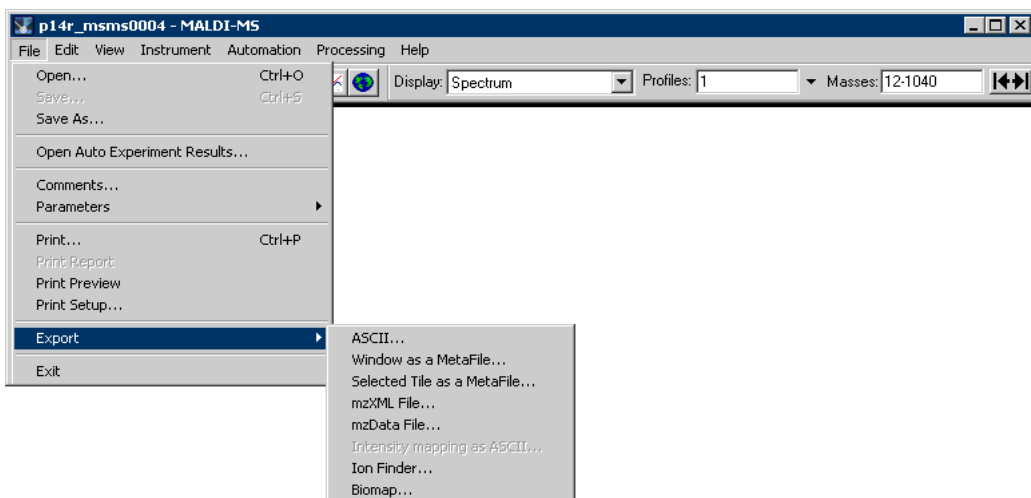 p14r_msms0004 - MALDI-MS
File Edit View Instrument Automation Processing Help
Display: Spectrum Profiles: 1 Masses: 12-1040
Open... Ctrl+O
Save... Ctrl+S
Save As...
Open Auto Experiment Results...
Comments...
Parameters
Print... Ctrl+P
Print Report
Print Preview
Print Setup...
Export
Exit
ASCII...
Window as a MetaFile...
Selected Tile as a MetaFile...
mzXML File...
mzData File...
Intensity mapping as ASCII...
Ion Finder...
Biomap...